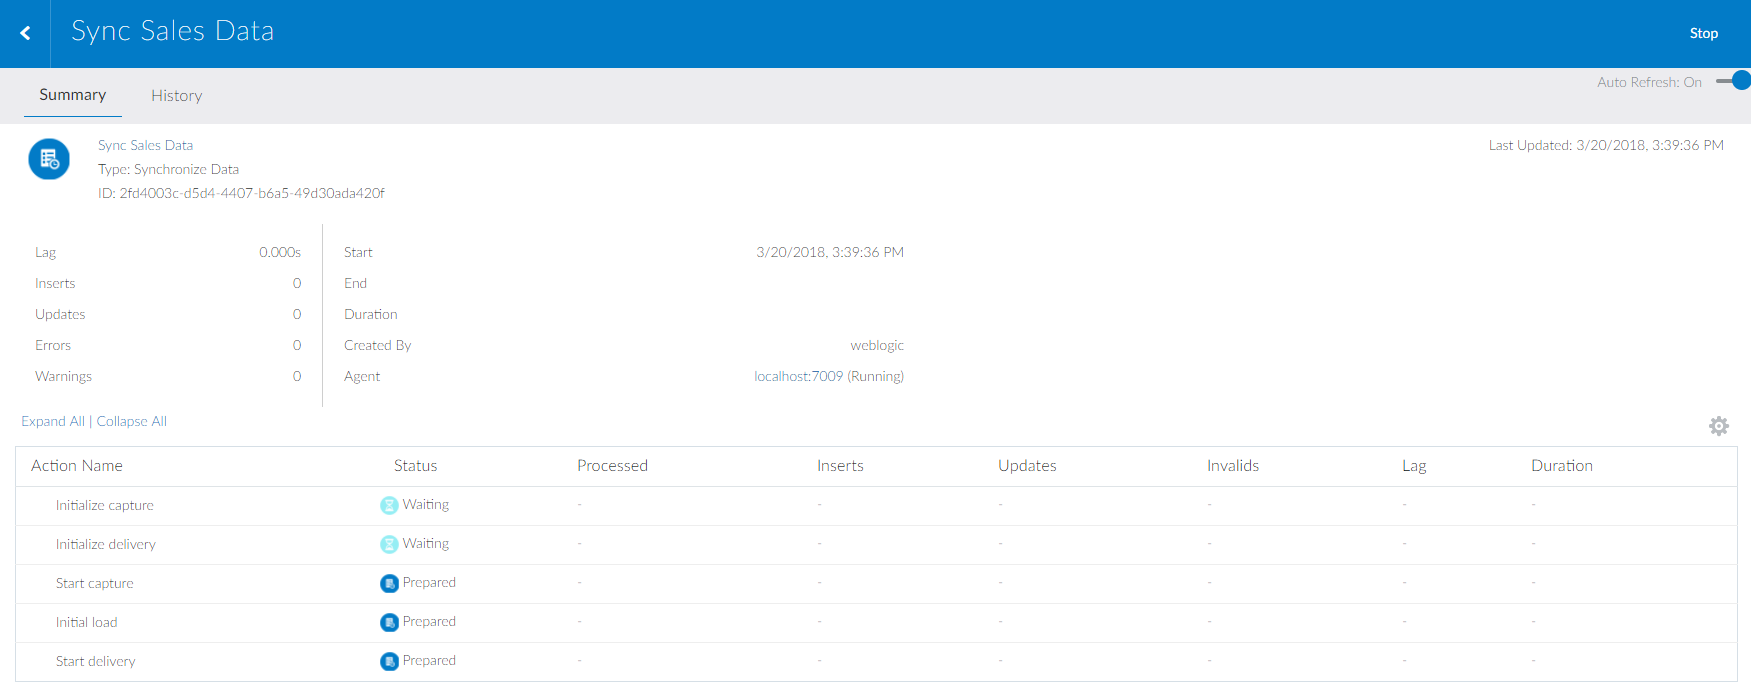 Sync Sales Data
Stop
Summary History
Auto Refresh: On
Sync Sales Data
Last Updated: 3/20/2018, 3:39:36 PM
Type: Synchronize Data
ID: 2fd4003c-d5d4-4407-b6a5-49d30ada420f
Lag 0.000s Start 3/20/2018, 3:39:36 PM
Inserts 0 End
Updates 0 Duration
Errors 0 Created By weblogic
Warnings 0 Agent localhost:7009 (Running)
Expand All | Collapse All
Action Name Status Processed Inserts Updates Invalids Lag Duration
Initialize capture Waiting - - - - - -
Initialize delivery Waiting - - - - - -
Start capture Prepared - - - - - -
Initial load Prepared - - - - - -
Start delivery Prepared - - - - - -